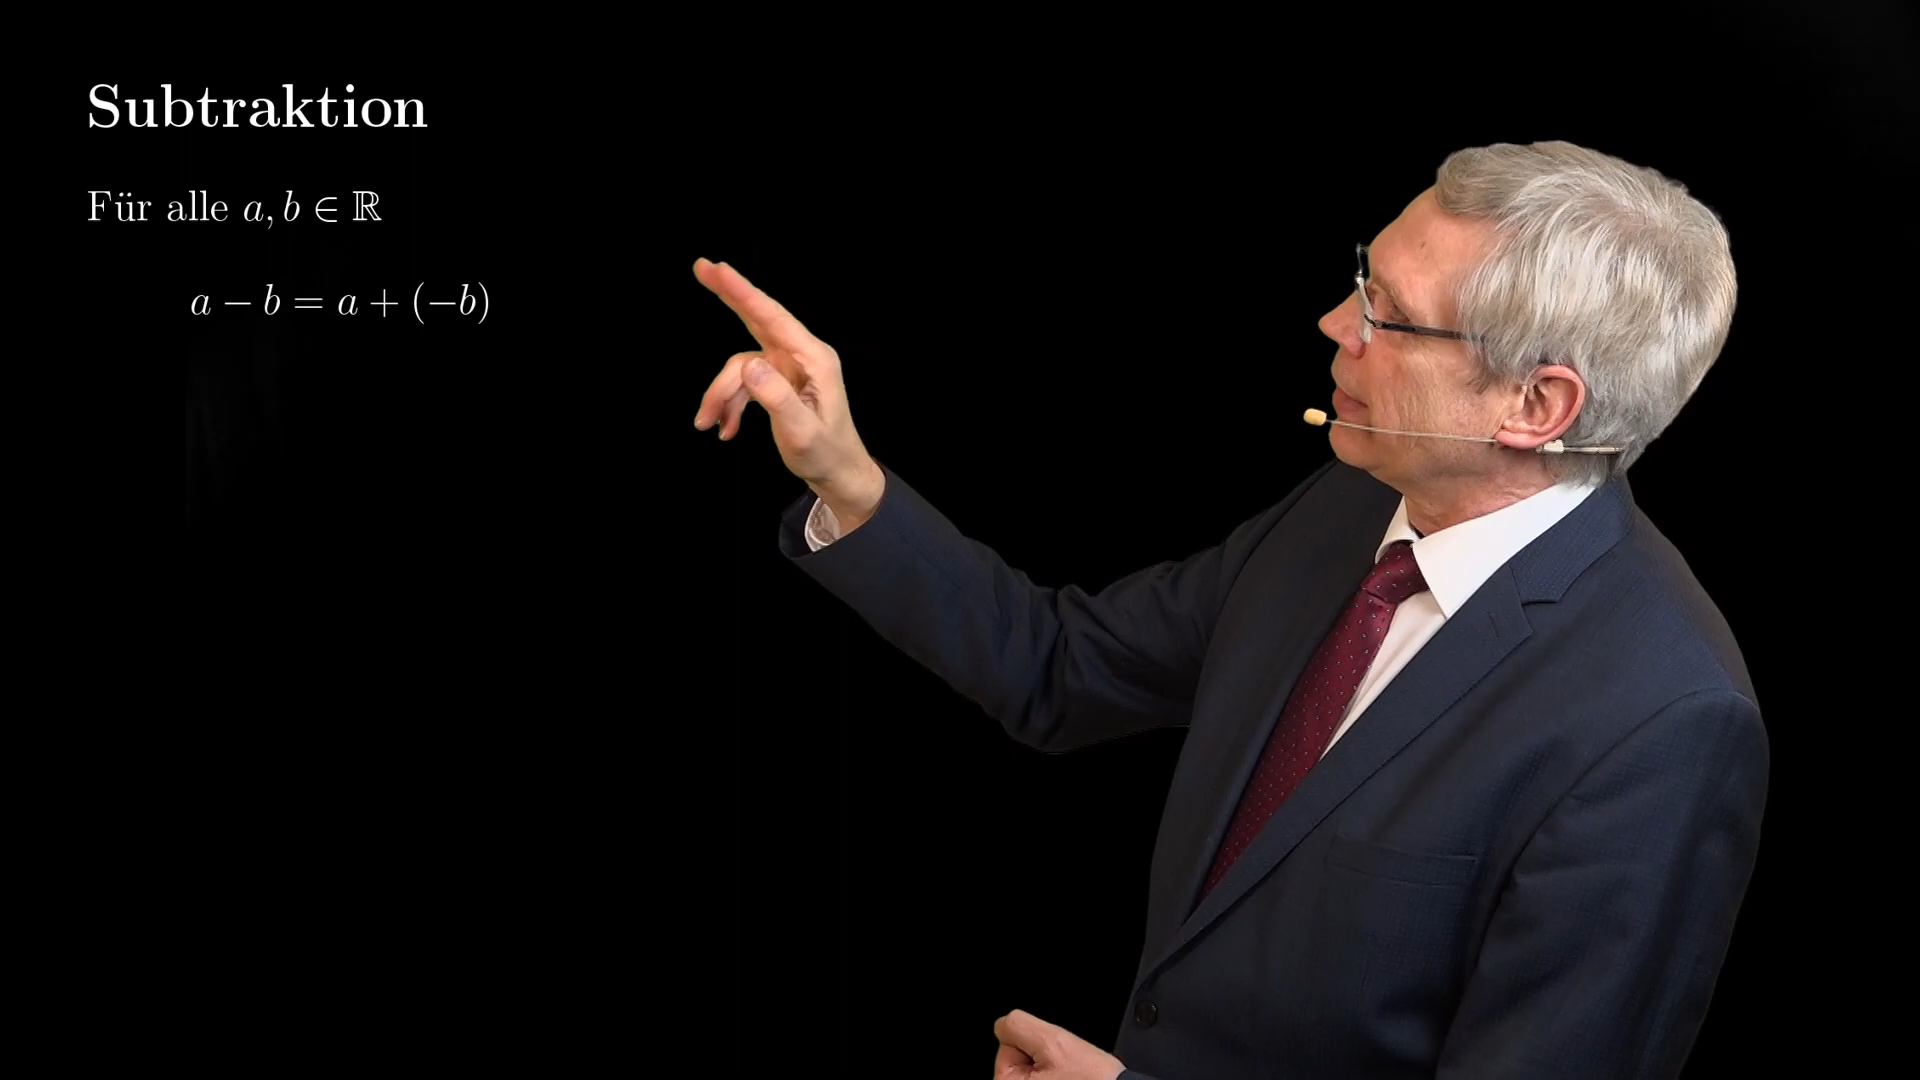 Subtraktion
Für alle a, b ∈ ℝ
a − b = a + (−b)